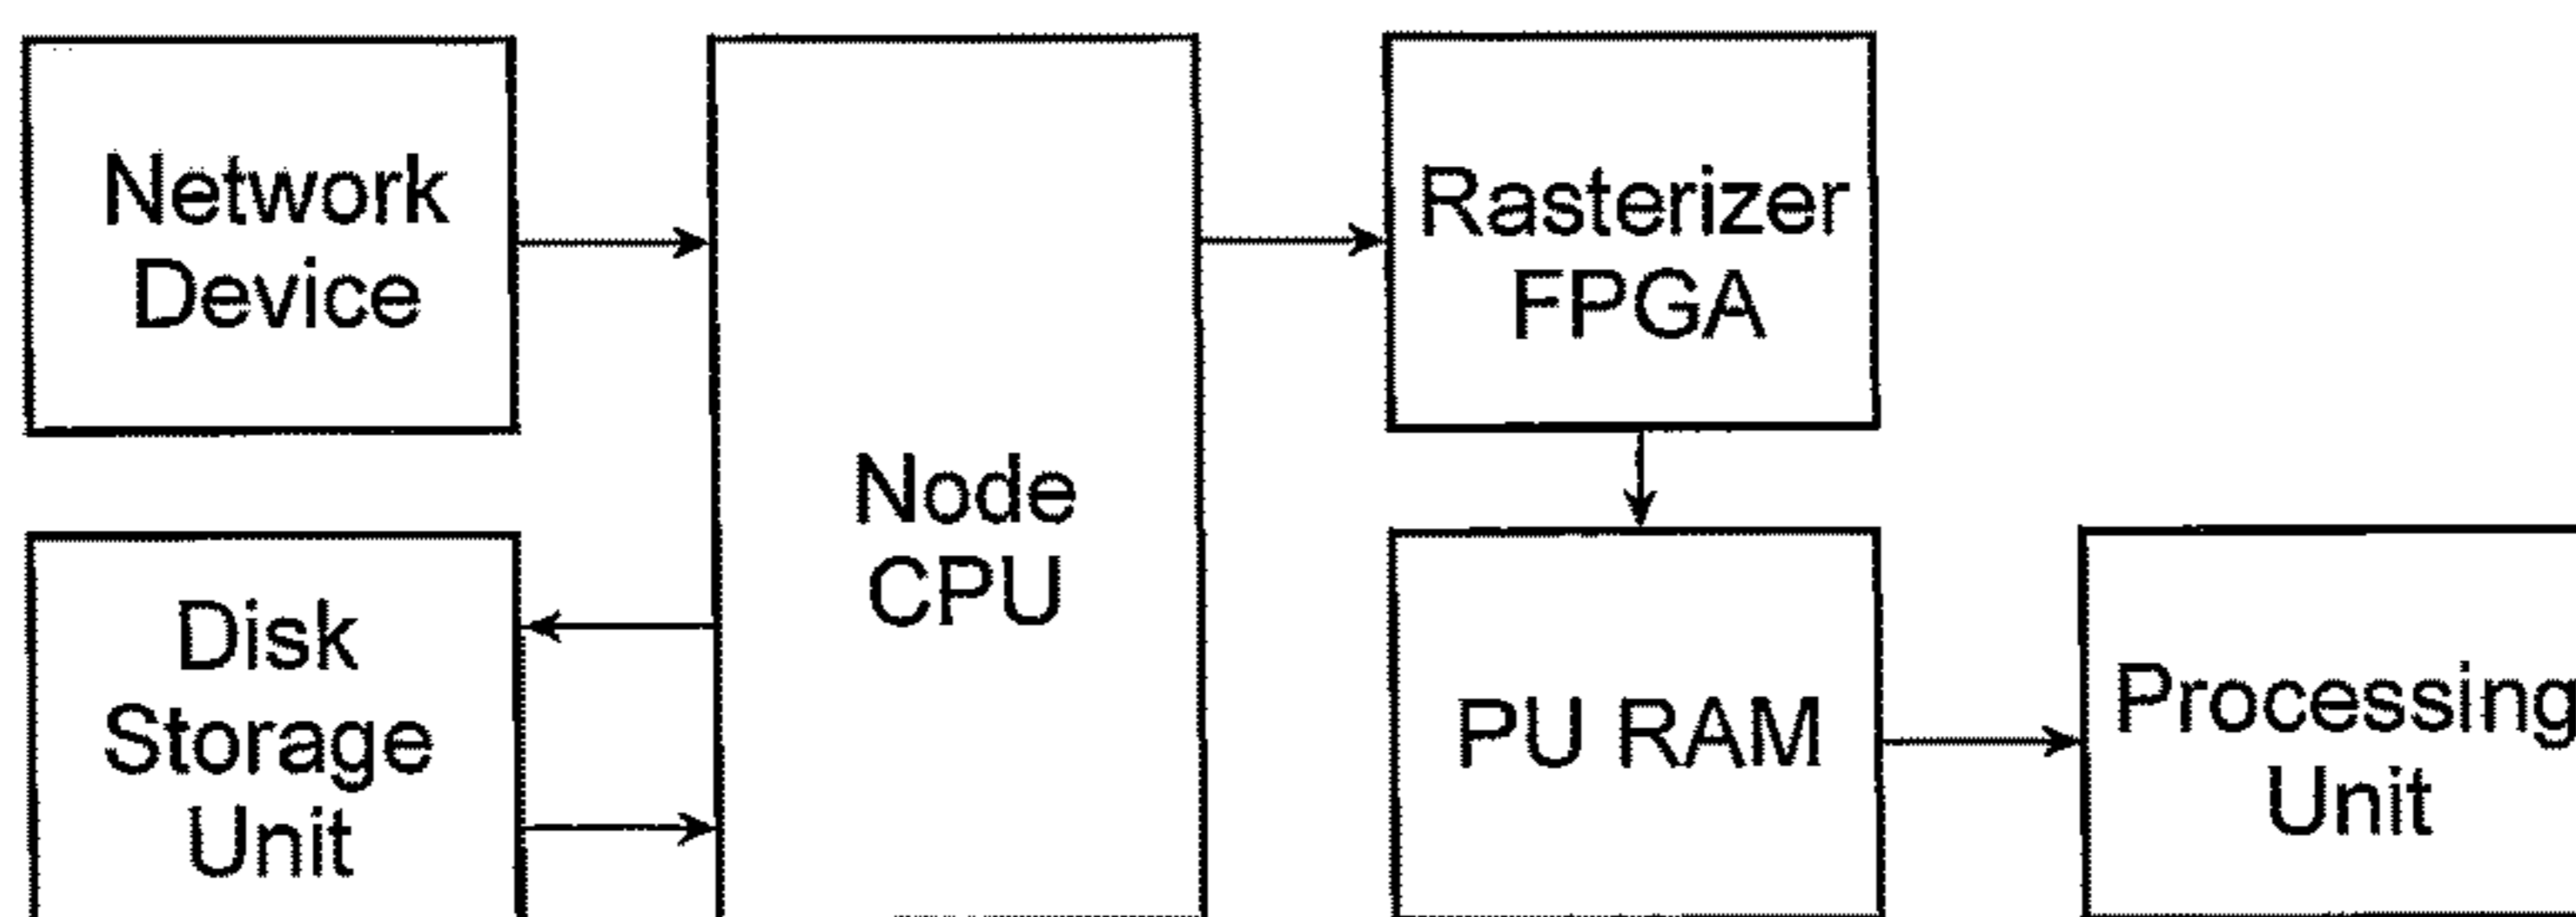 Network
Device
Disk
Storage
Unit
Node
CPU
Rasterizer
FPGA
PU RAM
Processing
Unit